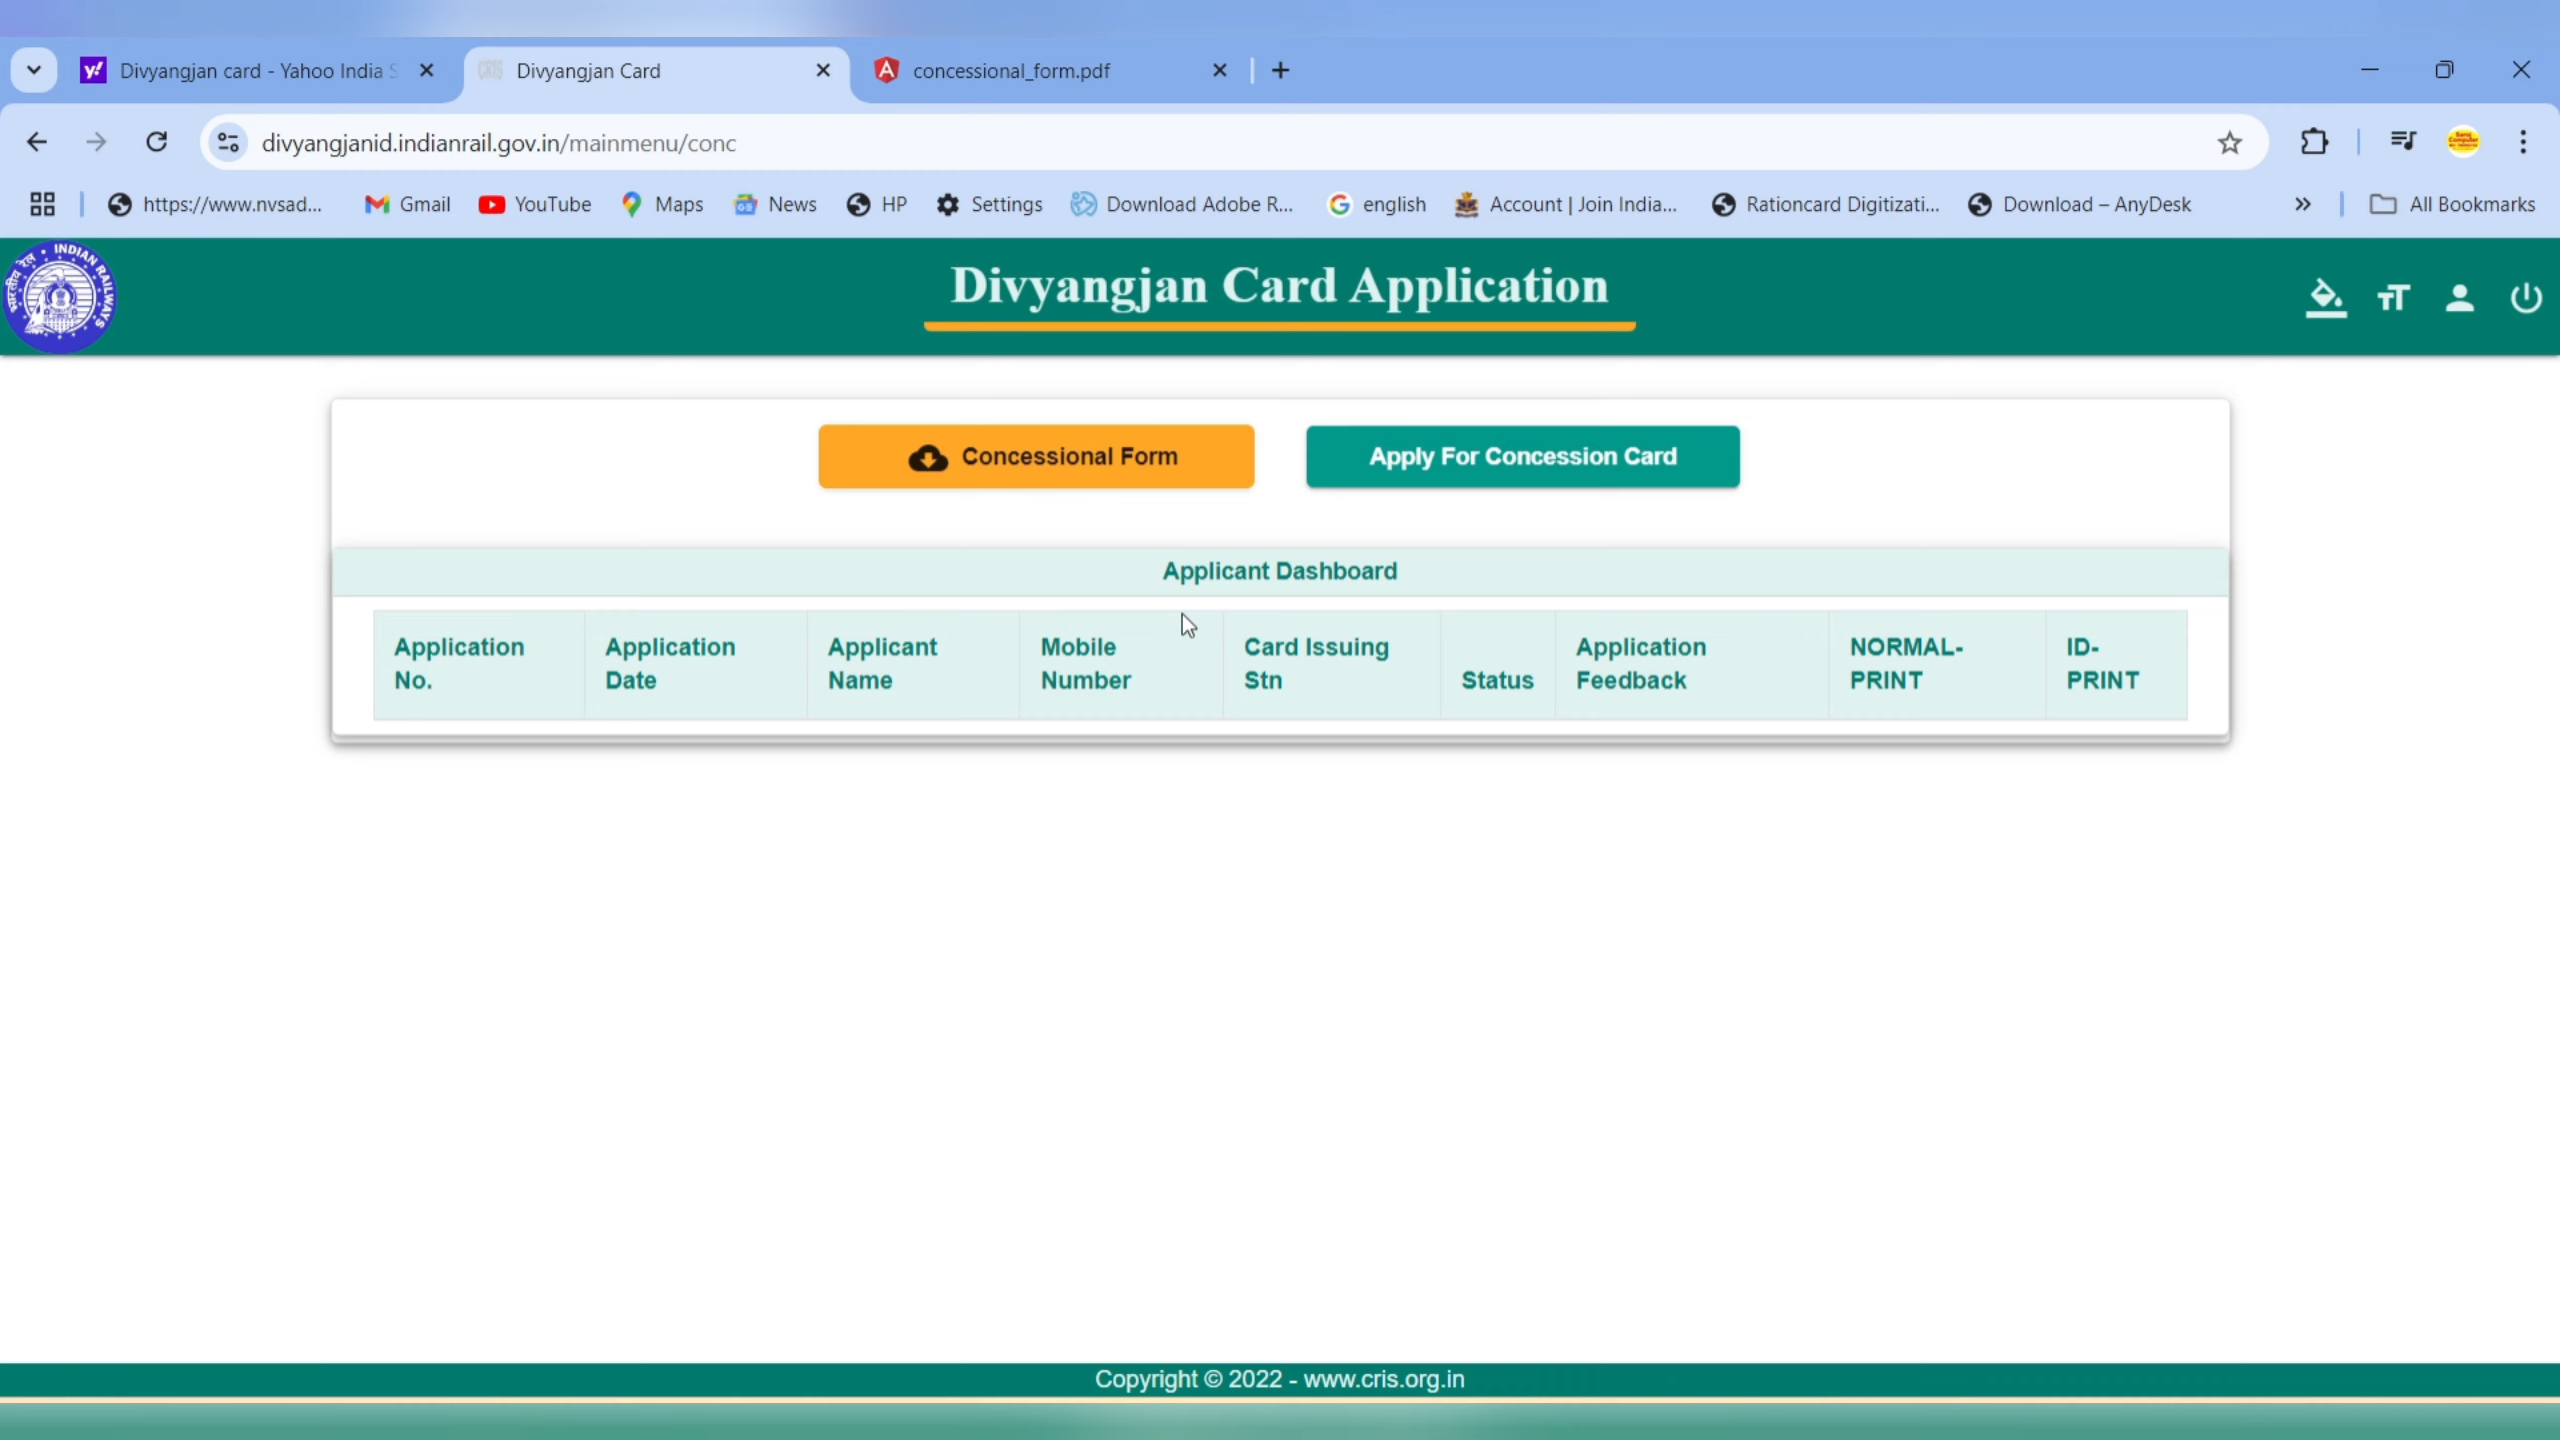 Divyangjan card - Yahoo India S
Divyangjan Card
concessional_form.pdf
divyangjanid.indianrail.gov.in/mainmenu/conc
https://www.nvsad...
Gmail
YouTube
Maps
News
HP
Settings
Download Adobe R...
english
Account | Join India...
Rationcard Digitizati...
Download – AnyDesk
All Bookmarks
भारतीय रेल • INDIAN RAILWAYS
Divyangjan Card Application
Concessional Form
Apply For Concession Card
Applicant Dashboard
Application No.
Application Date
Applicant Name
Mobile Number
Card Issuing Stn
Status
Application Feedback
NORMAL-PRINT
ID-PRINT
Copyright © 2022 - www.cris.org.in